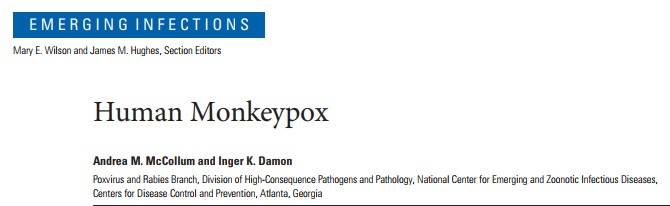 EMERGING INFECTIONS
Mary E. Wilson and James M. Hughes, Section Editors
Human Monkeypox
Andrea M. McCollum and Inger K. Damon
Poxvirus and Rabies Branch, Division of High-Consequence Pathogens and Pathology, National Center for Emerging and Zoonotic Infectious Diseases,
Centers for Disease Control and Prevention, Atlanta, Georgia